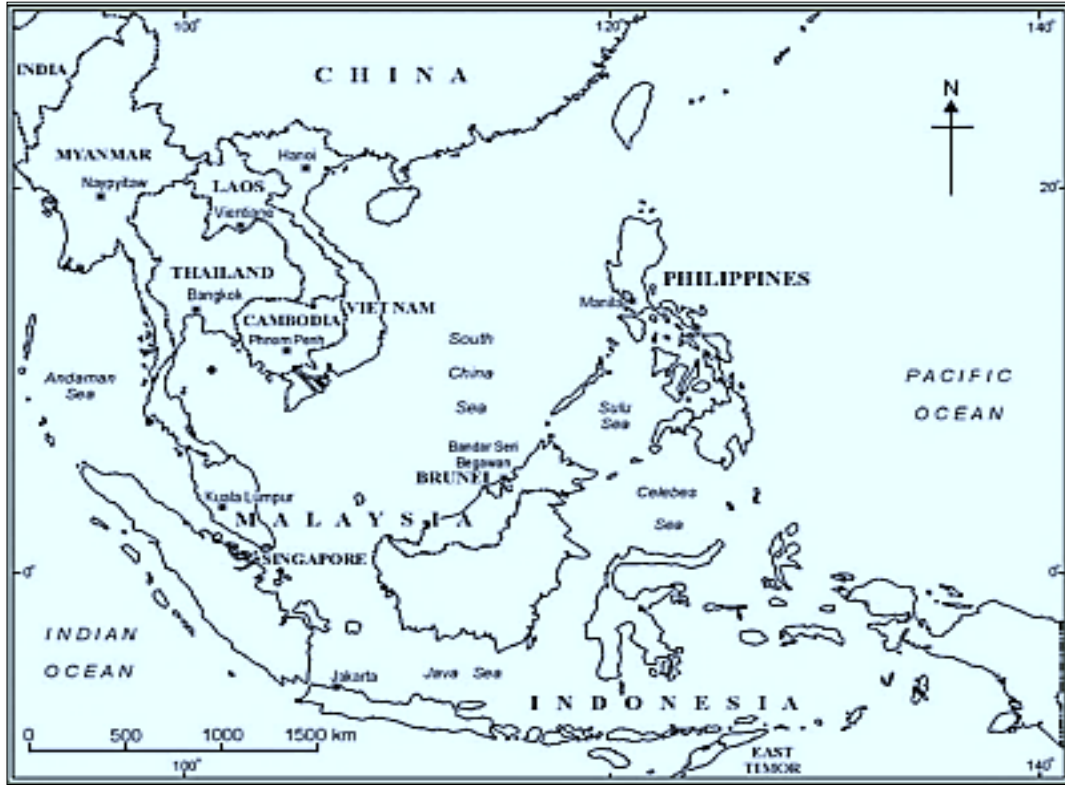 100°
120°
140°
INDIA
CHINA
N
MYANMAR
Naypyitaw
Hanoi
LAOS
Vientiane
20°
THAILAND
Bangkok
CAMBODIA
Phnom Penh
VIETNAM
PHILIPPINES
Manila
South
China
Sea
Andaman
Sea
Sulu
Sea
PACIFIC
OCEAN
Bandar Seri
Begawan
BRUNEI
Celebes
Sea
Kuala Lumpur
MALAYSIA
SINGAPORE
0°
0°
INDIAN
OCEAN
Jakarta
Java Sea
INDONESIA
EAST
TIMOR
0 500 1000 1500 km
100°
140°